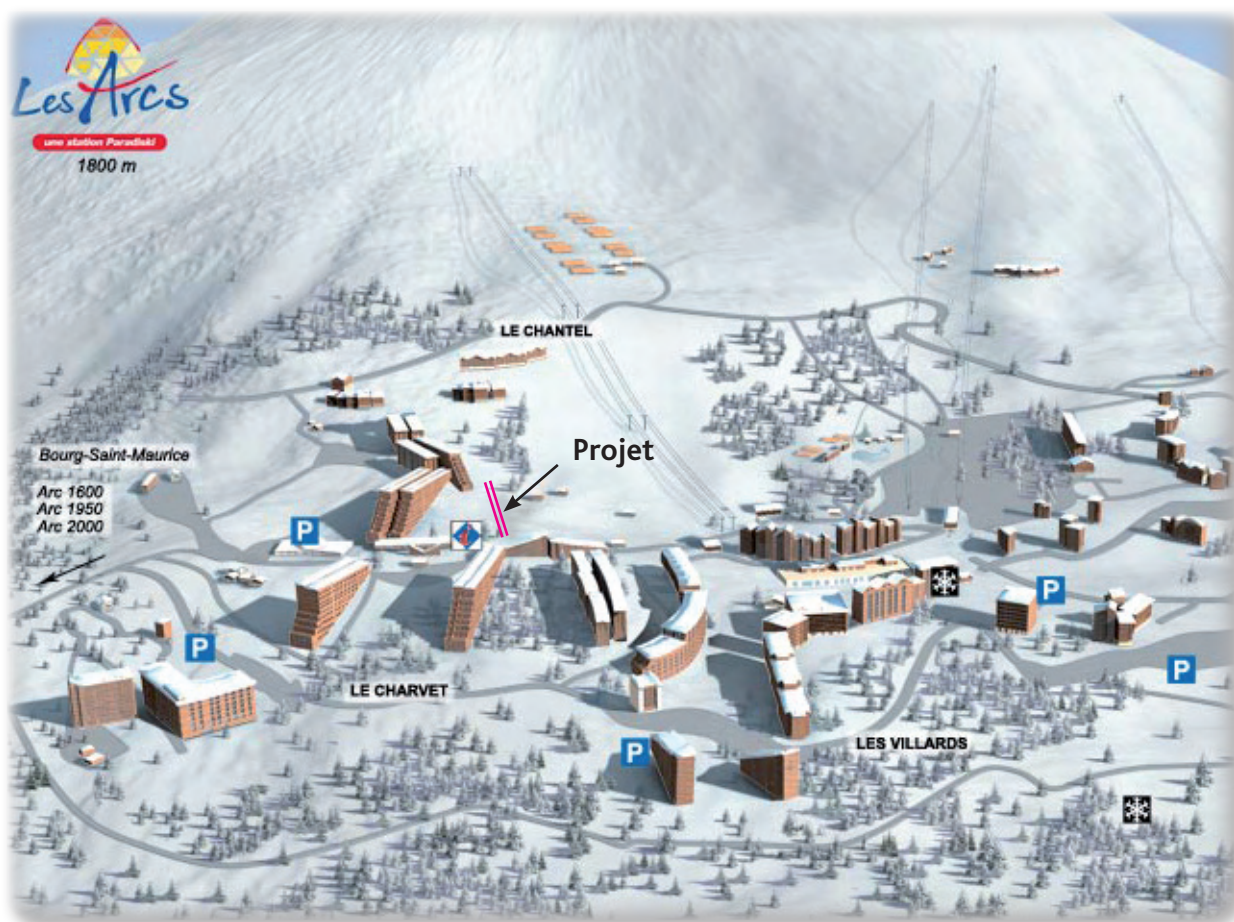 Les Arcs
une station Paradiski
1800 m
LE CHANTEL
Projet
Bourg-Saint-Maurice
Arc 1600
Arc 1950
Arc 2000
P
P
P
LE CHARVET
P
P
LES VILLARDS